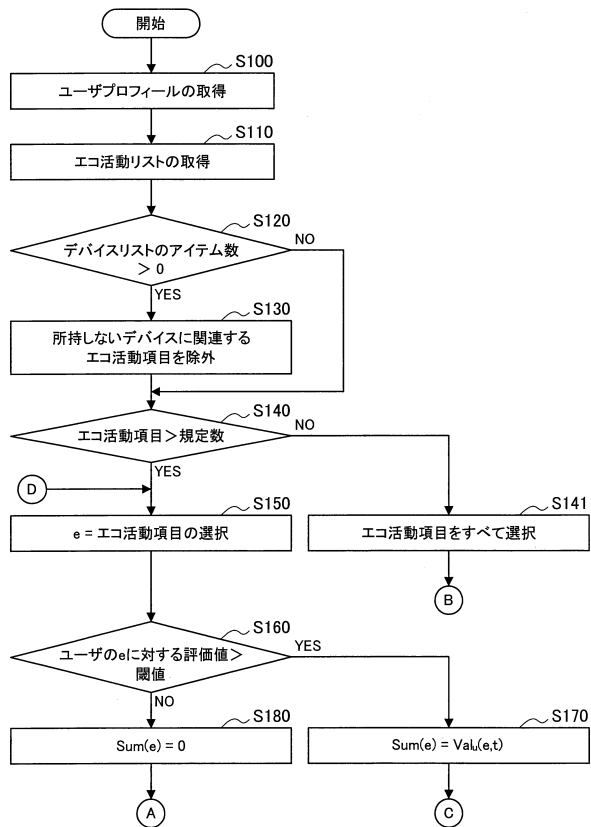 開始
S100
ユーザプロフィールの取得
S110
エコ活動リストの取得
S120
デバイスリストのアイテム数
＞ 0
NO
YES
S130
所持しないデバイスに関連する
エコ活動項目を除外
S140
エコ活動項目＞規定数
NO
YES
D
S150
e = エコ活動項目の選択
S141
エコ活動項目をすべて選択
B
S160
ユーザのeに対する評価値＞
閾値
YES
NO
S180
Sum(e) = 0
S170
Sum(e) = Valu(e,t)
A
C